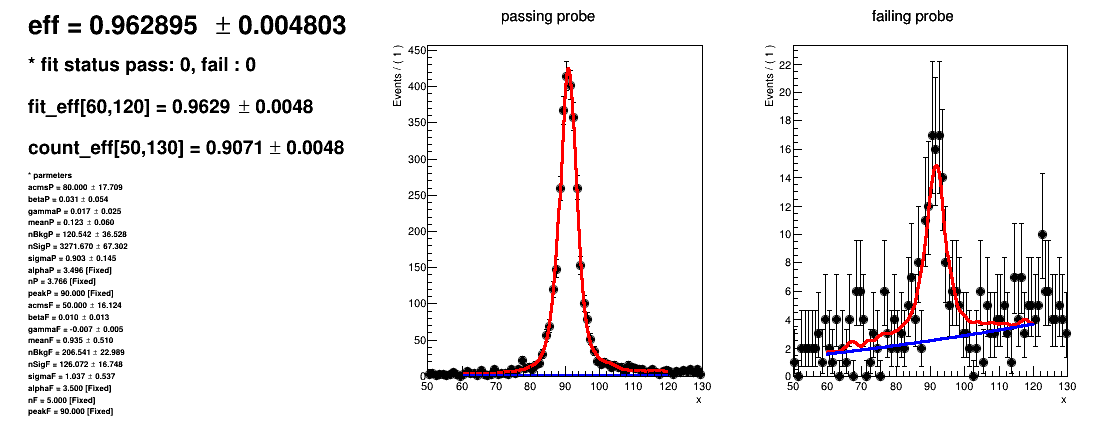 eff = 0.962895 ± 0.004803
* fit status pass: 0, fail : 0
fit_eff[60,120] = 0.9629 ± 0.0048
count_eff[50,130] = 0.9071 ± 0.0048
* parmeters
acmsP = 80.000 ± 17.709
betaP = 0.031 ± 0.054
gammaP = 0.017 ± 0.025
meanP = 0.123 ± 0.060
nBkgP = 120.542 ± 36.528
nSigP = 3271.670 ± 67.302
sigmaP = 0.903 ± 0.145
alphaP = 3.496 [Fixed]
nP = 3.766 [Fixed]
peakP = 90.000 [Fixed]
acmsF = 50.000 ± 16.124
betaF = 0.010 ± 0.013
gammaF = -0.007 ± 0.005
meanF = 0.935 ± 0.510
nBkgF = 206.541 ± 22.989
nSigF = 126.072 ± 16.748
sigmaF = 1.037 ± 0.537
alphaF = 3.500 [Fixed]
nF = 5.000 [Fixed]
peakF = 90.000 [Fixed]
passing probe
Events / ( 1 )
450
400
350
300
250
200
150
100
50
0
50 60 70 80 90 100 110 120 130
x
failing probe
Events / ( 1 )
22
20
18
16
14
12
10
8
6
4
2
0
50 60 70 80 90 100 110 120 130
x